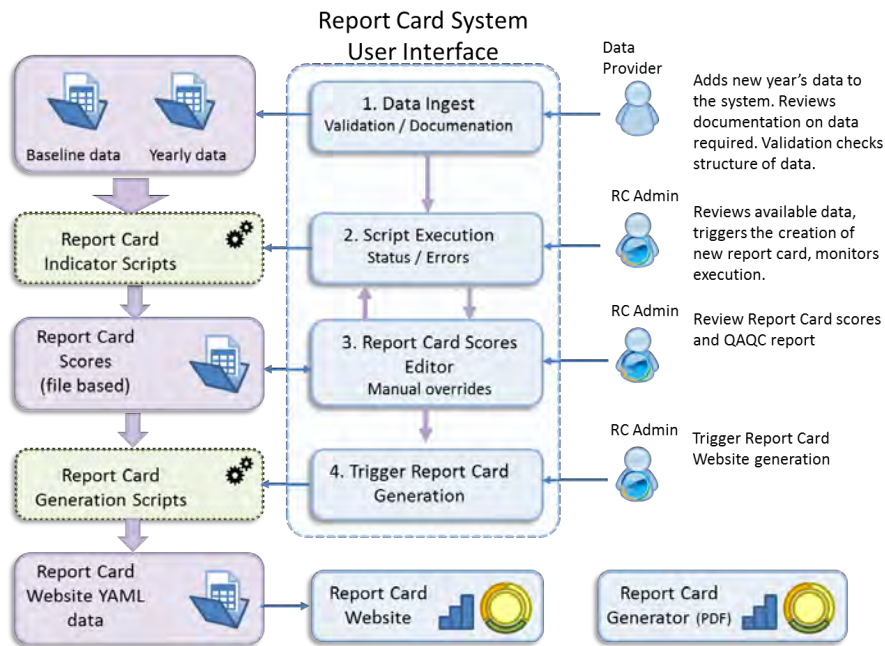 Report Card System
User Interface
Data
Provider
Baseline data
Yearly data
1. Data Ingest
Validation / Documenation
Adds new year's data to
the system. Reviews
documentation on data
required. Validation checks
structure of data.
Report Card
Indicator Scripts
2. Script Execution
Status / Errors
RC Admin
Reviews available data,
triggers the creation of
new report card, monitors
execution.
Report Card
Scores
(file based)
3. Report Card Scores
Editor
Manual overrides
RC Admin
Review Report Card scores
and QAQC report
Report Card
Generation Scripts
4. Trigger Report Card
Generation
RC Admin
Trigger Report Card
Website generation
Report Card
Website YAML
data
Report Card
Website
Report Card
Generator (PDF)